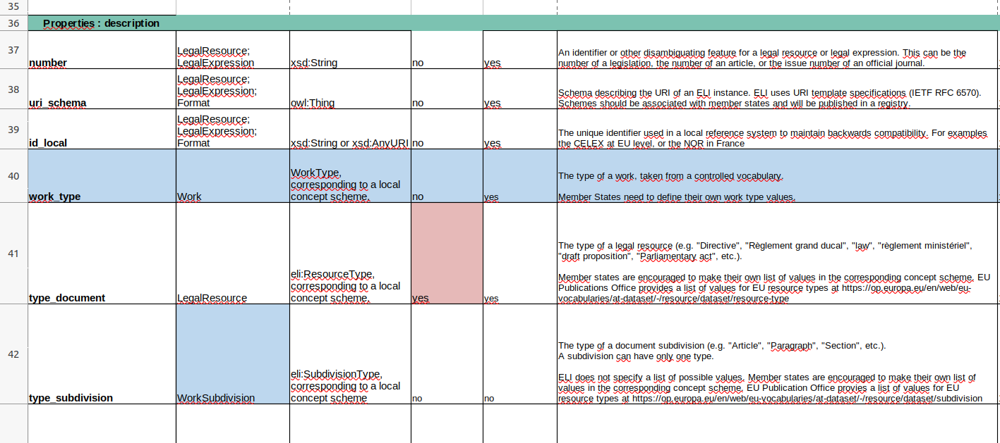 35
36 Properties : description
37
number
LegalResource;
LegalExpression
xsd:String
no
yes
An identifier or other disambiguating feature for a legal resource or legal expression. This can be the
number of a legislation, the number of an article, or the issue number of an official journal.
38
uri_schema
LegalResource;
LegalExpression;
Format
owl:Thing
no
yes
Schema describing the URI of an ELI instance. ELI uses URI template specifications (IETF RFC 6570).
Schemes should be associated with member states and will be published in a registry.
39
id_local
LegalResource;
LegalExpression;
Format
xsd:String or xsd:AnyURI
no
yes
The unique identifier used in a local reference system to maintain backwards compatibility. For examples
the CELEX at EU level, or the NOR in France
40
work_type
Work
WorkType,
corresponding to a local
concept scheme.
no
yes
The type of a work, taken from a controlled vocabulary.
Member States need to define their own work type values.
41
type_document
LegalResource
eli:ResourceType,
corresponding to a local
concept scheme.
yes
yes
The type of a legal resource (e.g. "Directive", "Règlement grand ducal", "law", "règlement ministériel",
"draft proposition", "Parliamentary act", etc.).
Member states are encouraged to make their own list of values in the corresponding concept scheme. EU
Publications Office provides a list of values for EU resource types at https://op.europa.eu/en/web/eu-
vocabularies/at-dataset/-/resource/dataset/resource-type
42
type_subdivision
WorkSubdivision
eli:SubdivisionType,
corresponding to a local
concept scheme
no
no
The type of a document subdivision (e.g. "Article", "Paragraph", "Section", etc.).
A subdivision can have only one type.
ELI does not specify a list of possible values. Member states are encouraged to make their own list of
values in the corresponding concept scheme. EU Publication Office provies a list of values for EU
resource types at https://op.europa.eu/en/web/eu-vocabularies/at-dataset/-/resource/dataset/subdivision